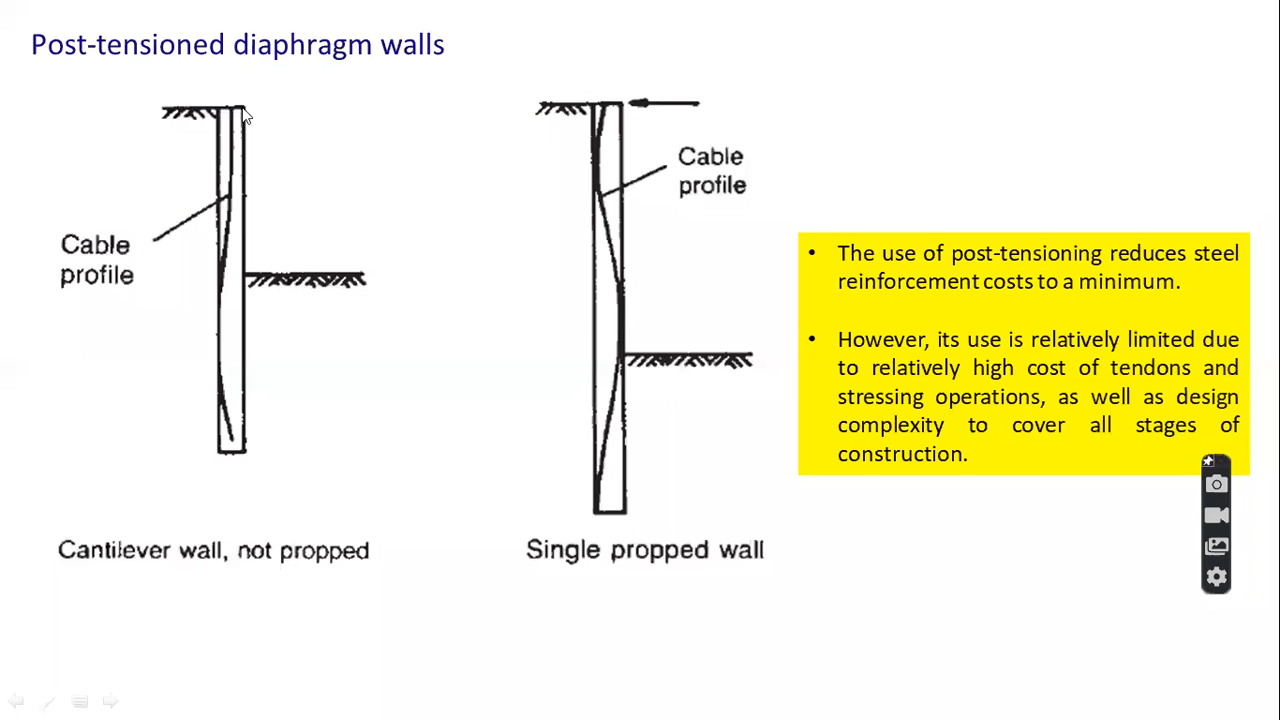 Post-tensioned diaphragm walls
Cable
profile
Cable
profile
• The use of post-tensioning reduces steel
reinforcement costs to a minimum.
• However, its use is relatively limited due
to relatively high cost of tendons and
stressing operations, as well as design
complexity to cover all stages of
construction.
Cantilever wall, not propped
Single propped wall